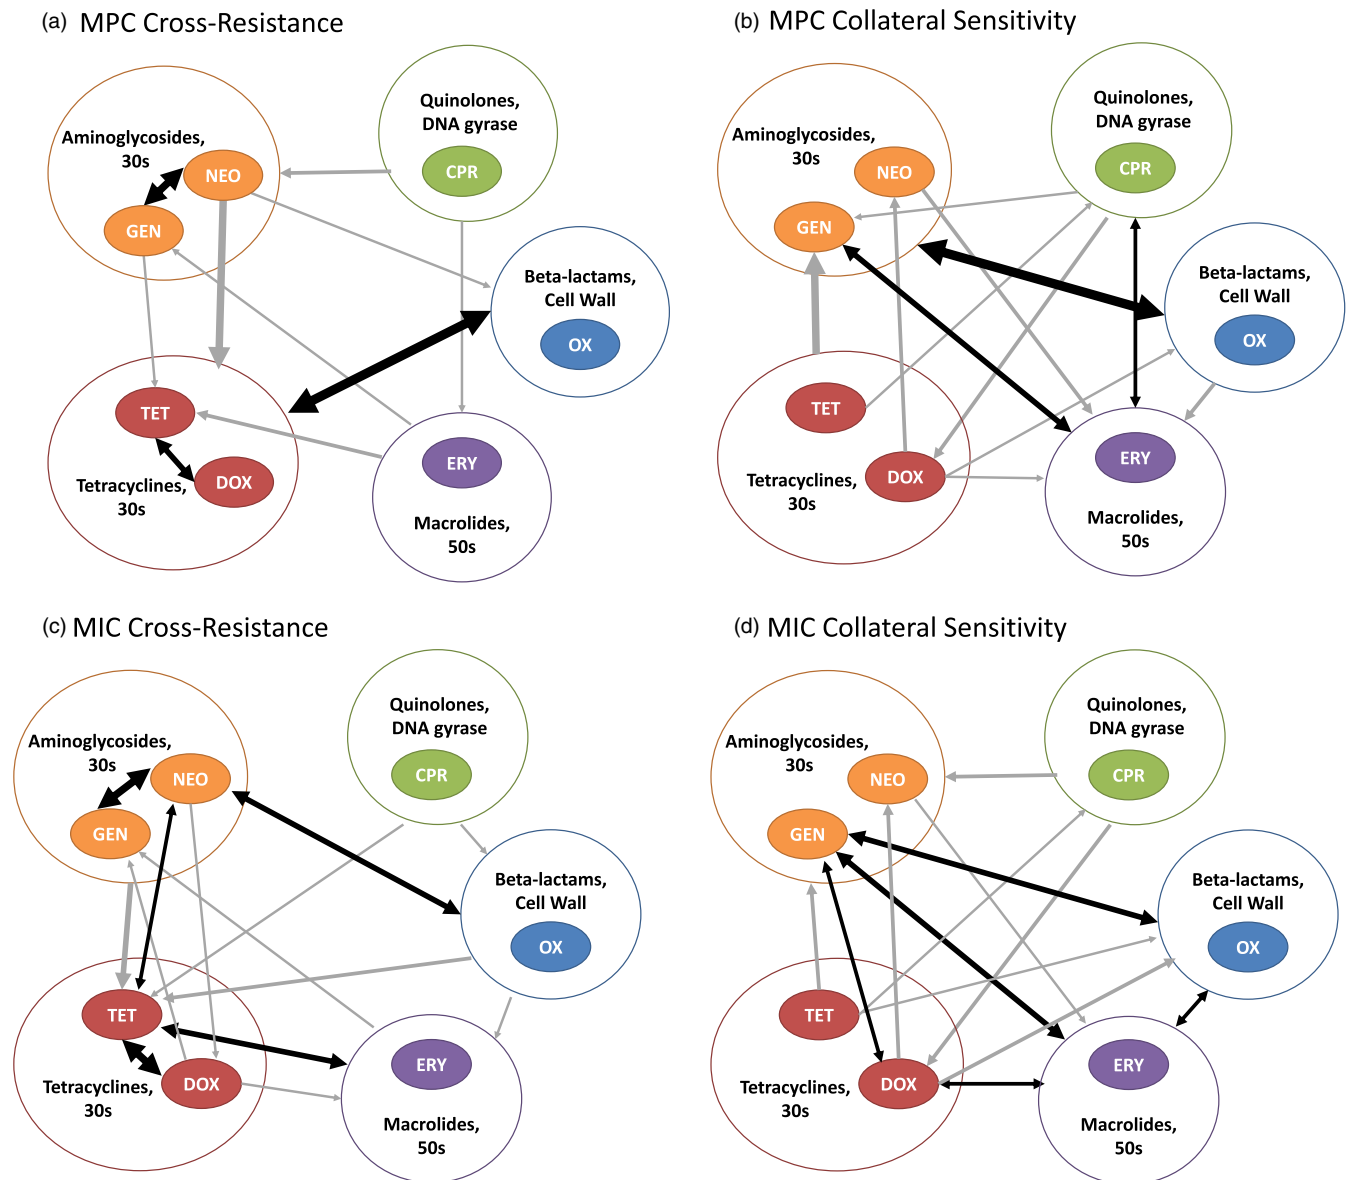 (a) MPC Cross-Resistance
Aminoglycosides,
30s
NEO
GEN
Quinolones,
DNA gyrase
CPR
Beta-lactams,
Cell Wall
OX
TET
DOX
Tetracyclines,
30s
ERY
Macrolides,
50s
(b) MPC Collateral Sensitivity
Aminoglycosides,
30s
NEO
GEN
Quinolones,
DNA gyrase
CPR
Beta-lactams,
Cell Wall
OX
TET
DOX
Tetracyclines,
30s
ERY
Macrolides,
50s
(c) MIC Cross-Resistance
Aminoglycosides,
30s
NEO
GEN
Quinolones,
DNA gyrase
CPR
Beta-lactams,
Cell Wall
OX
TET
DOX
Tetracyclines,
30s
ERY
Macrolides,
50s
(d) MIC Collateral Sensitivity
Aminoglycosides,
30s
NEO
GEN
Quinolones,
DNA gyrase
CPR
Beta-lactams,
Cell Wall
OX
TET
DOX
Tetracyclines,
30s
ERY
Macrolides,
50s